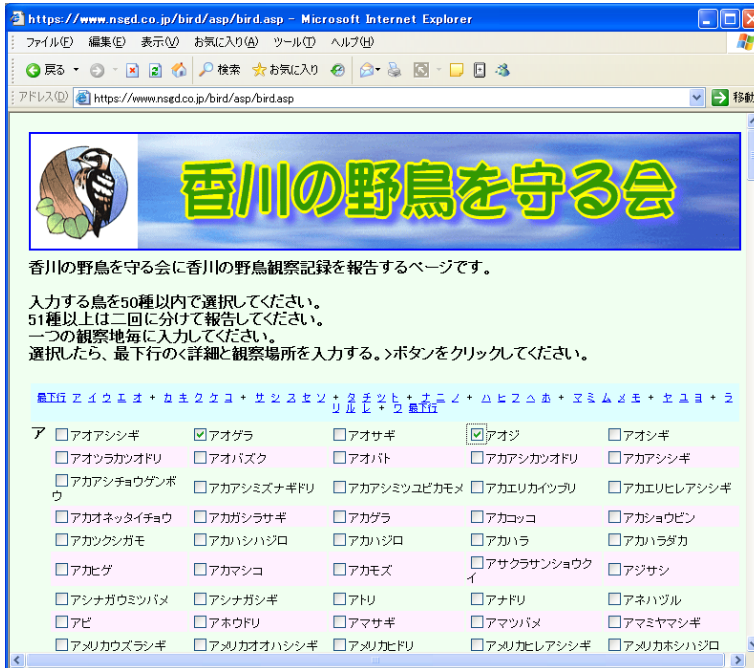 https://www.nsgd.co.jp/bird/asp/bird.asp - Microsoft Internet Explorer
ファイル(F) 編集(E) 表示(V) お気に入り(A) ツール(T) ヘルプ(H)
戻る 検索 お気に入り
アドレス(D) https://www.nsgd.co.jp/bird/asp/bird.asp 移動
香川の野鳥を守る会
香川の野鳥を守る会に香川の野鳥観察記録を報告するページです。
入力する鳥を50種以内で選択してください。
51種以上は二回に分けて報告してください。
一つの観察地毎に入力してください。
選択したら、最下行の<詳細と観察場所を入力する。>ボタンをクリックしてください。
最下行 ア イ ウ エ オ + カ キ ク ケ コ + サ シ ス セ ソ + タ チ ツ ト + ナ ニ ノ + ハ ヒ フ ヘ ホ + マ ミ ム メ モ + ヤ ユ ヨ + ラ
リ ル レ + ワ 最下行
ア アオアシシギ アオゲラ アオサギ アオジ アオシギ
アオツラカツオドリ アオバズク アオバト アカアシカツオドリ アカアシシギ
アカアシチョウゲンボ
ウ アカアシミズナギドリ アカアシミツユビカモメ アカエリカイツブリ アカエリヒレアシシギ
アカオネッタイチョウ アカガシラサギ アカゲラ アカコッコ アカショウビン
アカツクシガモ アカハシハジロ アカハジロ アカハラ アカハラダカ
アカヒゲ アカマシコ アカモズ アサクラサンショウク
イ アジサシ
アシナガウミツバメ アシナガシギ アトリ アナドリ アネハヅル
アビ アホウドリ アマサギ アマツバメ アマミヤマシギ
アメリカウズラシギ アメリカオオハシシギ アメリカヒドリ アメリカヒレアシシギ アメリカホシハジロ